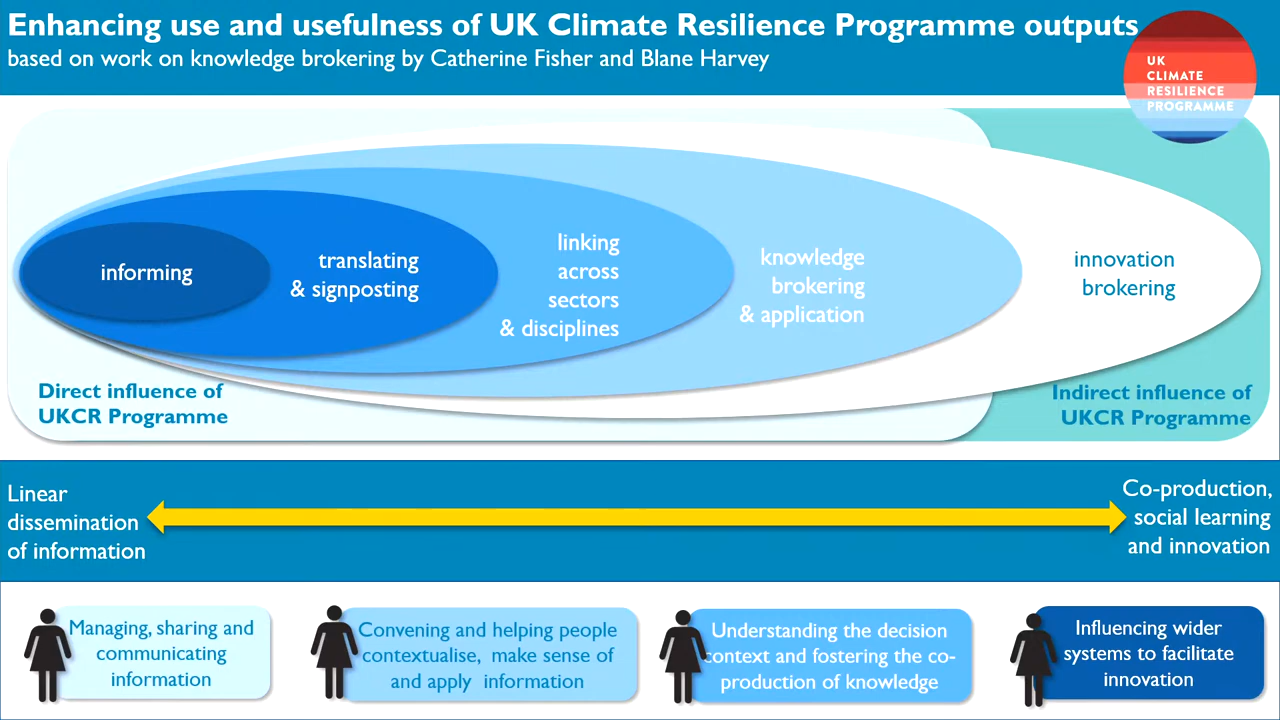 Enhancing use and usefulness of UK Climate Resilience Programme outputs
based on work on knowledge brokering by Catherine Fisher and Blane Harvey
UK
CLIMATE
RESILIENCE
PROGRAMME
informing
translating
& signposting
linking
across
sectors
& disciplines
knowledge
brokering
& application
innovation
brokering
Direct influence of
UKCR Programme
Indirect influence of
UKCR Programme
Linear
dissemination
of information
Co-production,
social learning
and innovation
Managing, sharing and
communicating
information
Convening and helping people
contextualise, make sense of
and apply information
Understanding the decision
context and fostering the co-
production of knowledge
Influencing wider
systems to facilitate
innovation